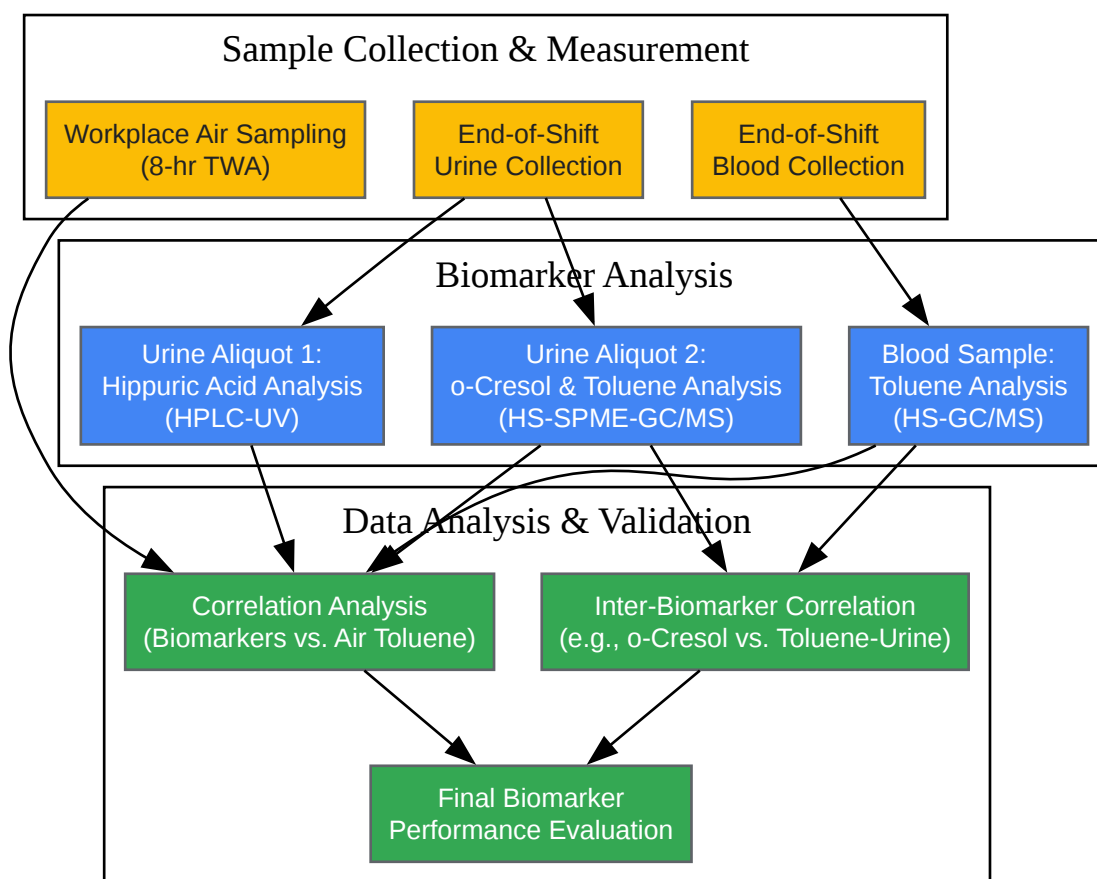 Sample Collection & Measurement
Workplace Air Sampling
(8-hr TWA)
End-of-Shift
Urine Collection
End-of-Shift
Blood Collection
Biomarker Analysis
Urine Aliquot 1:
Hippuric Acid Analysis
(HPLC-UV)
Urine Aliquot 2:
o-Cresol & Toluene Analysis
(HS-SPME-GC/MS)
Blood Sample:
Toluene Analysis
(HS-GC/MS)
Data Analysis & Validation
Correlation Analysis
(Biomarkers vs. Air Toluene)
Inter-Biomarker Correlation
(e.g., o-Cresol vs. Toluene-Urine)
Final Biomarker
Performance Evaluation